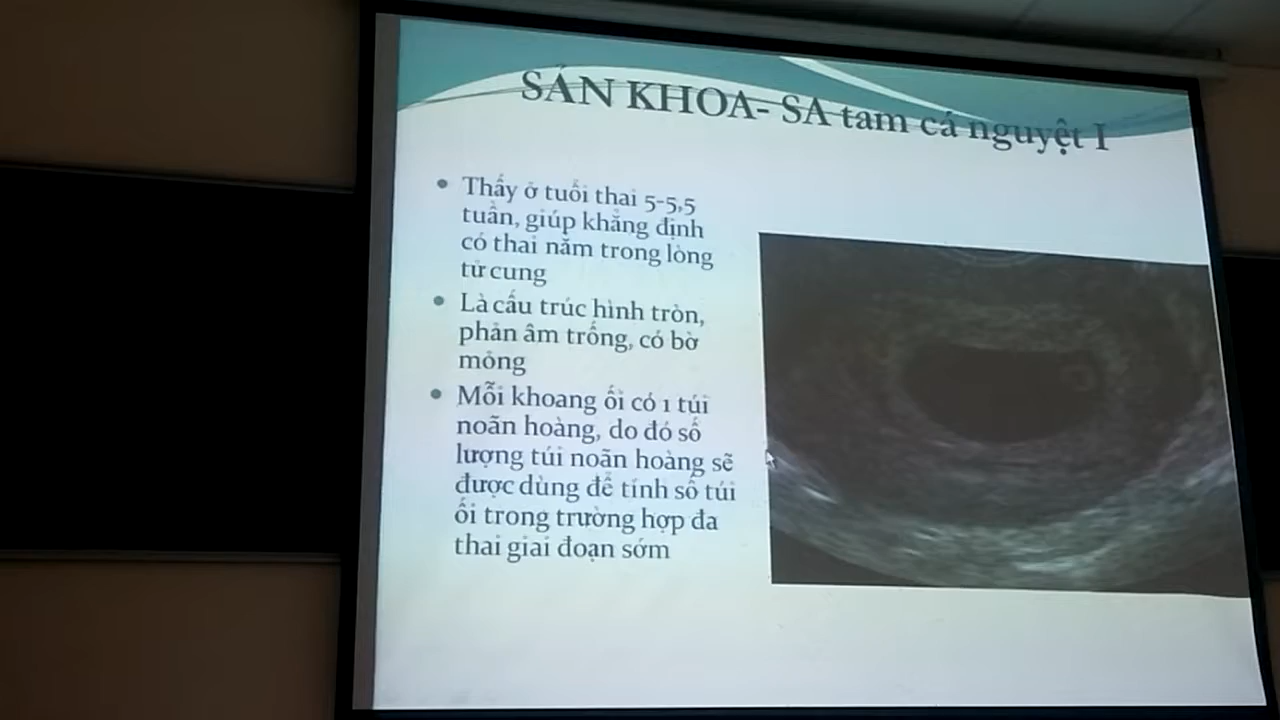 SẢN KHOA- SA tam cá nguyệt I
Thấy ở tuổi thai 5-5,5
tuần, giúp khẳng định
có thai nằm trong lòng
tử cung
Là cấu trúc hình tròn,
phản âm trống, có bờ
mỏng
Mỗi khoang ối có 1 túi
noãn hoàng, do đó số
lượng túi noãn hoàng sẽ
được dùng để tính số túi
ối trong trường hợp đa
thai giai đoạn sớm